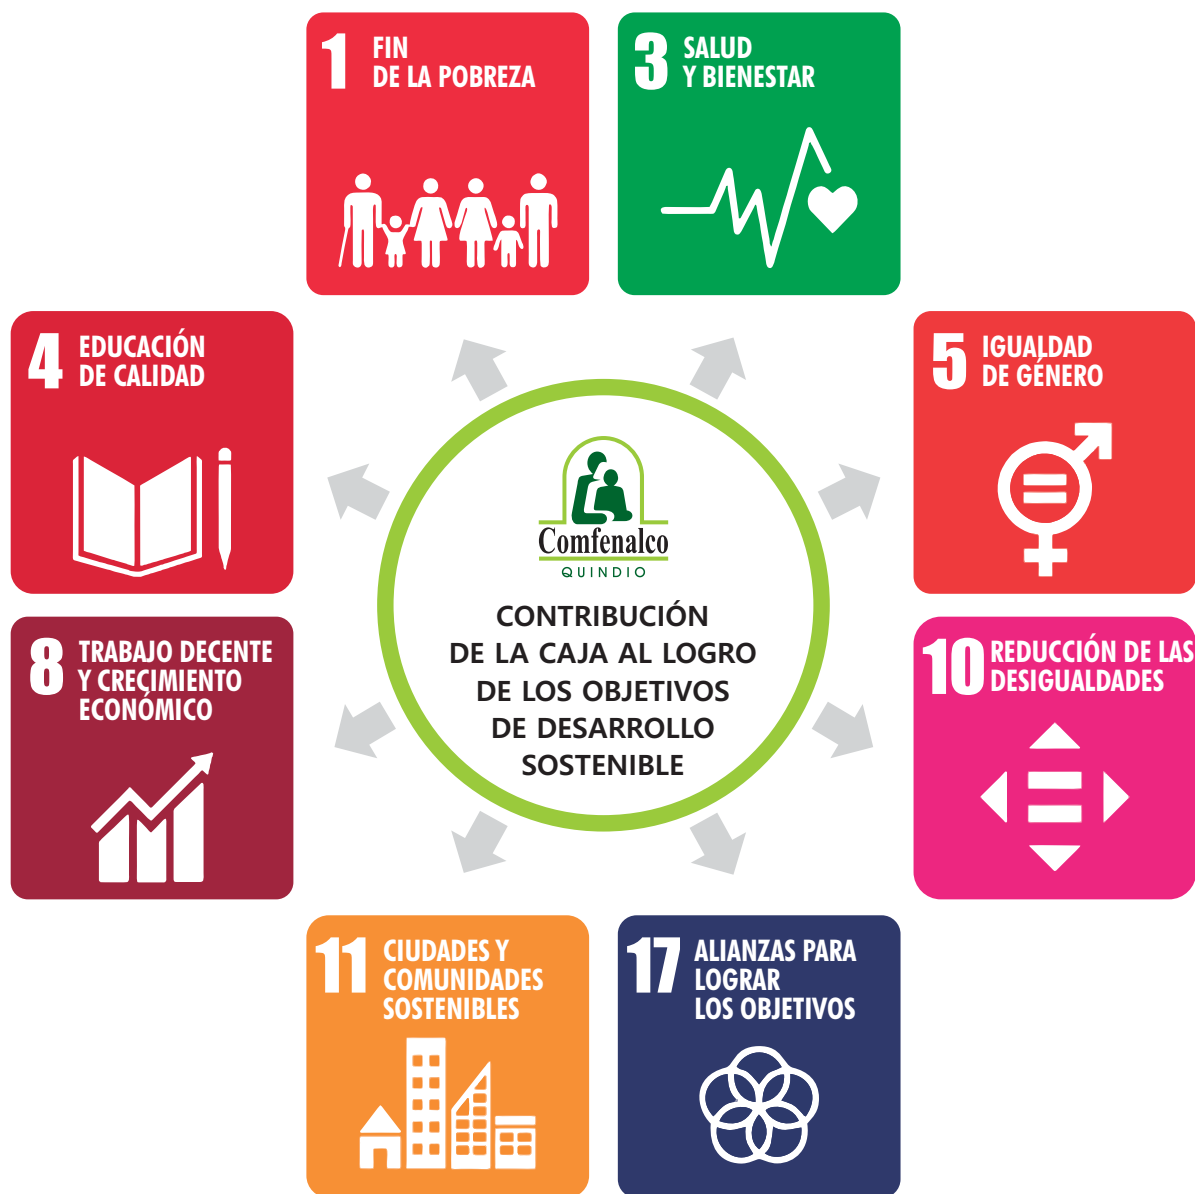 1 FIN
DE LA POBREZA
3 SALUD
Y BIENESTAR
4 EDUCACIÓN
DE CALIDAD
5 IGUALDAD
DE GÉNERO
Comfenalco
QUINDIO
CONTRIBUCIÓN
DE LA CAJA AL LOGRO
DE LOS OBJETIVOS
DE DESARROLLO
SOSTENIBLE
8 TRABAJO DECENTE
Y CRECIMIENTO
ECONÓMICO
10 REDUCCIÓN DE LAS
DESIGUALDADES
11 CIUDADES Y
COMUNIDADES
SOSTENIBLES
17 ALIANZAS PARA
LOGRAR
LOS OBJETIVOS